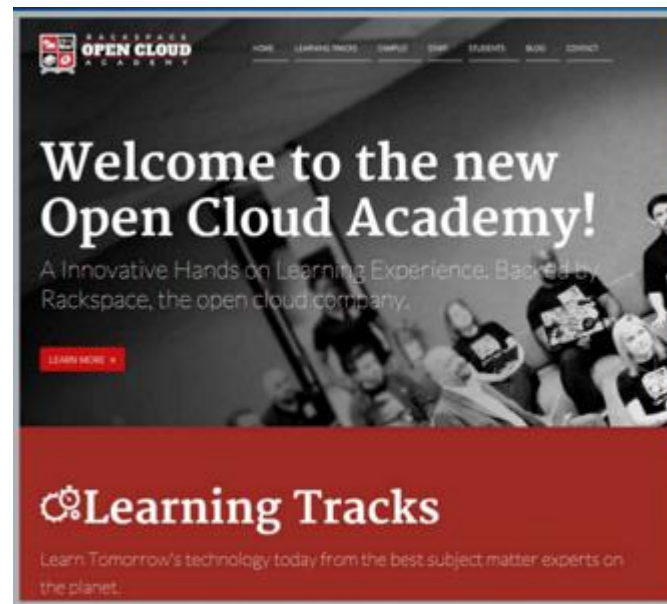 RACKSPACE
OPEN CLOUD
ACADEMY
HOME LEARNING TRACKS CAMPUS STAFF STUDENTS BLOG CONTACT
Welcome to the new
Open Cloud Academy!
A Innovative Hands on Learning Experience. Backed by
Rackspace, the open cloud company.
LEARN MORE »
Learning Tracks
Learn Tomorrow's technology today from the best subject matter experts on
the planet.